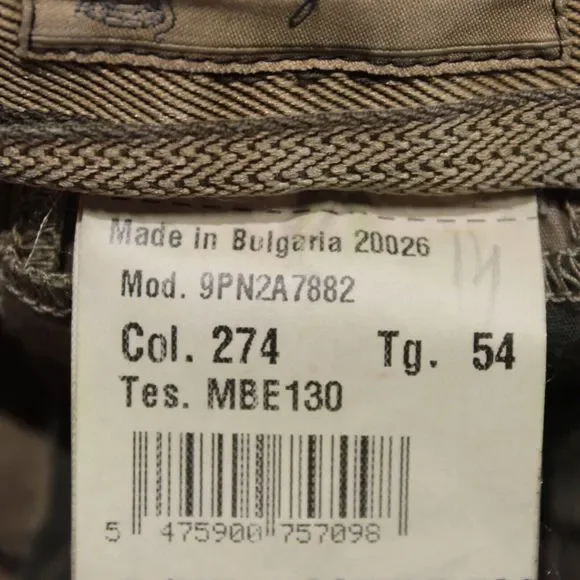 Made in Bulgaria 20026
Mod. 9PN2A7882
Col. 274 Tg. 54
Tes. MBE130
5 475900 757098